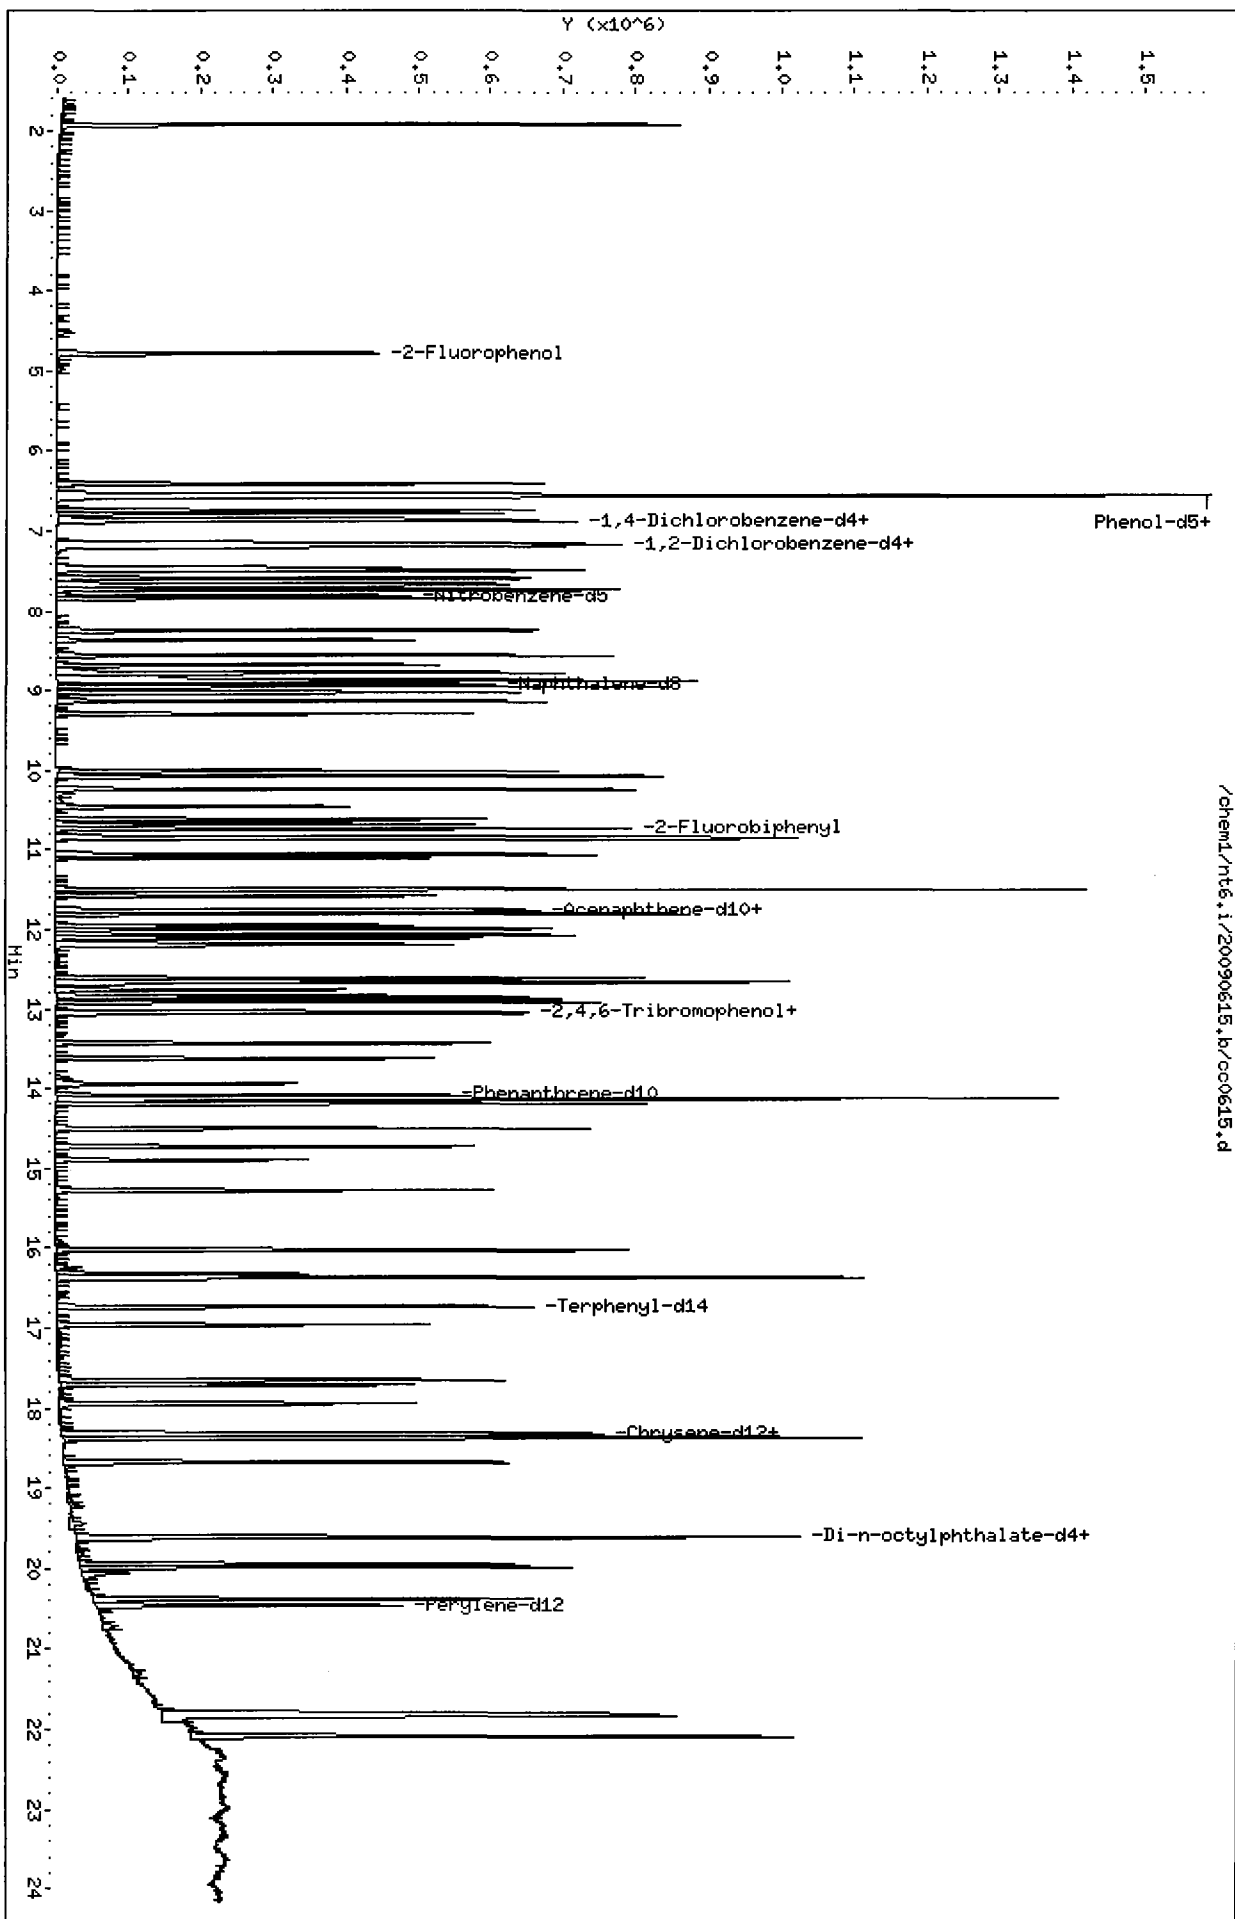 /chem1/nt6.i/20090615.b/cc0615.d
Y (x10^6)
0.0
0.1
0.2
0.3
0.4
0.5
0.6
0.7
0.8
0.9
1.0
1.1
1.2
1.3
1.4
1.5
-2-Fluorophenol
Phenol-d5+
-1,4-Dichlorobenzene-d4+
-1,2-Dichlorobenzene-d4+
-Nitrobenzene-d5
-Naphthalene-d8
-2-Fluorobiphenyl
-Acenaphthene-d10+
-2,4,6-Tribromophenol+
-Phenanthrene-d10
-Terphenyl-d14
-Chrysene-d12+
-Di-n-octylphthalate-d4+
-Perylene-d12
2
3
4
5
6
7
8
9
10
11
12
13
14
15
16
17
18
19
20
21
22
23
24
Min